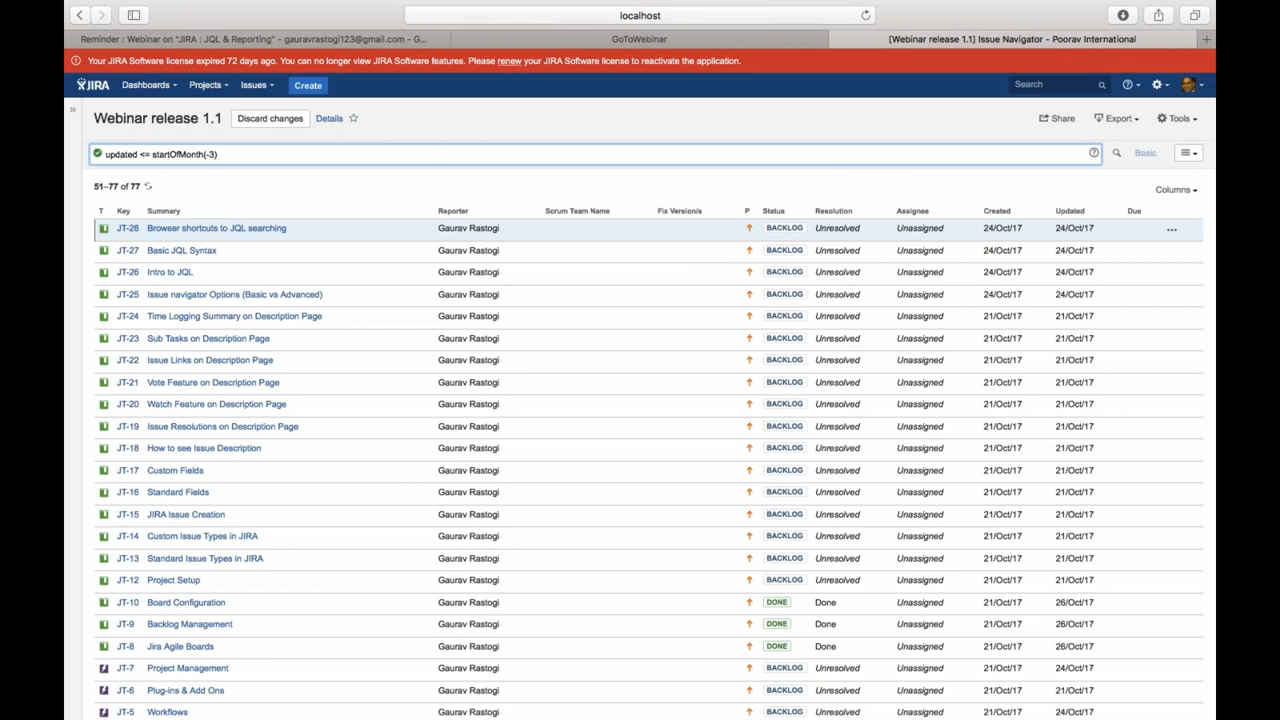 localhost
Reminder : Webinar on "JIRA : JQL & Reporting" - gauravrastogi123@gmail.com - G... GoToWebinar [Webinar release 1.1] Issue Navigator - Poorav International
Your JIRA Software license expired 72 days ago. You can no longer view JIRA Software features. Please renew your JIRA Software license to reactivate the application.
JIRA Dashboards Projects Issues Create Search
Webinar release 1.1 Discard changes Details Share Export Tools
updated <= startOfMonth(-3) Basic
51–77 of 77
Columns
T Key Summary Reporter Scrum Team Name Fix Version/s P Status Resolution Assignee Created Updated Due
JT-28 Browser shortcuts to JQL searching Gaurav Rastogi BACKLOG Unresolved Unassigned 24/Oct/17 24/Oct/17 ...
JT-27 Basic JQL Syntax Gaurav Rastogi BACKLOG Unresolved Unassigned 24/Oct/17 24/Oct/17
JT-26 Intro to JQL Gaurav Rastogi BACKLOG Unresolved Unassigned 24/Oct/17 24/Oct/17
JT-25 Issue navigator Options (Basic vs Advanced) Gaurav Rastogi BACKLOG Unresolved Unassigned 24/Oct/17 24/Oct/17
JT-24 Time Logging Summary on Description Page Gaurav Rastogi BACKLOG Unresolved Unassigned 21/Oct/17 21/Oct/17
JT-23 Sub Tasks on Description Page Gaurav Rastogi BACKLOG Unresolved Unassigned 21/Oct/17 21/Oct/17
JT-22 Issue Links on Description Page Gaurav Rastogi BACKLOG Unresolved Unassigned 21/Oct/17 21/Oct/17
JT-21 Vote Feature on Description Page Gaurav Rastogi BACKLOG Unresolved Unassigned 21/Oct/17 21/Oct/17
JT-20 Watch Feature on Description Page Gaurav Rastogi BACKLOG Unresolved Unassigned 21/Oct/17 21/Oct/17
JT-19 Issue Resolutions on Description Page Gaurav Rastogi BACKLOG Unresolved Unassigned 21/Oct/17 21/Oct/17
JT-18 How to see Issue Description Gaurav Rastogi BACKLOG Unresolved Unassigned 21/Oct/17 21/Oct/17
JT-17 Custom Fields Gaurav Rastogi BACKLOG Unresolved Unassigned 21/Oct/17 21/Oct/17
JT-16 Standard Fields Gaurav Rastogi BACKLOG Unresolved Unassigned 21/Oct/17 21/Oct/17
JT-15 JIRA Issue Creation Gaurav Rastogi BACKLOG Unresolved Unassigned 21/Oct/17 21/Oct/17
JT-14 Custom Issue Types in JIRA Gaurav Rastogi BACKLOG Unresolved Unassigned 21/Oct/17 21/Oct/17
JT-13 Standard Issue Types in JIRA Gaurav Rastogi BACKLOG Unresolved Unassigned 21/Oct/17 21/Oct/17
JT-12 Project Setup Gaurav Rastogi BACKLOG Unresolved Unassigned 21/Oct/17 21/Oct/17
JT-10 Board Configuration Gaurav Rastogi DONE Done Unassigned 21/Oct/17 26/Oct/17
JT-9 Backlog Management Gaurav Rastogi DONE Done Unassigned 21/Oct/17 26/Oct/17
JT-8 Jira Agile Boards Gaurav Rastogi DONE Done Unassigned 21/Oct/17 26/Oct/17
JT-7 Project Management Gaurav Rastogi BACKLOG Unresolved Unassigned 21/Oct/17 24/Oct/17
JT-6 Plug-ins & Add Ons Gaurav Rastogi BACKLOG Unresolved Unassigned 21/Oct/17 21/Oct/17
JT-5 Workflows Gaurav Rastogi BACKLOG Unresolved Unassigned 21/Oct/17 24/Oct/17